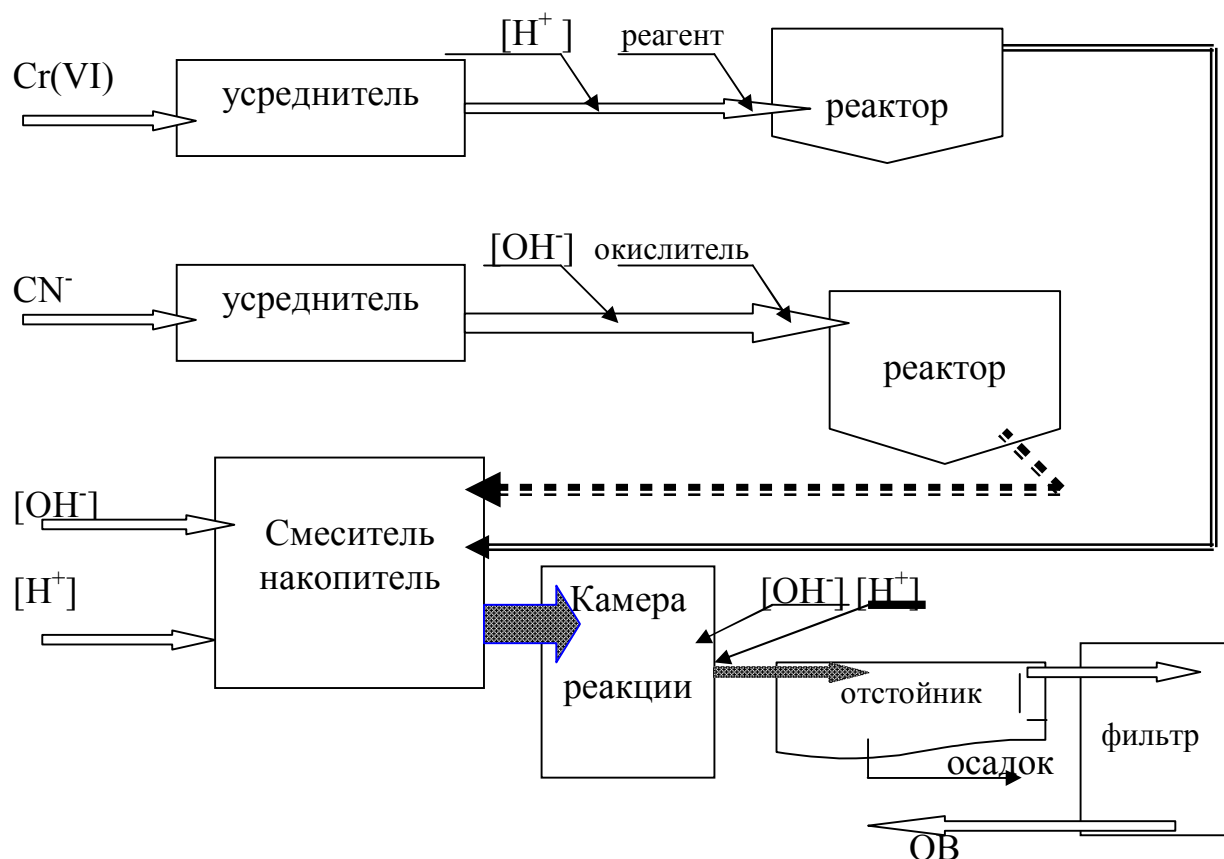 [H⁺] реагент
Cr(VI)
усреднитель
реактор
[OH⁻] окислитель
CN⁻
усреднитель
реактор
[OH⁻]
[H⁺]
Смеситель
накопитель
Камера
реакции
[OH⁻] [H⁺]
отстойник
осадок
фильтр
ОВ